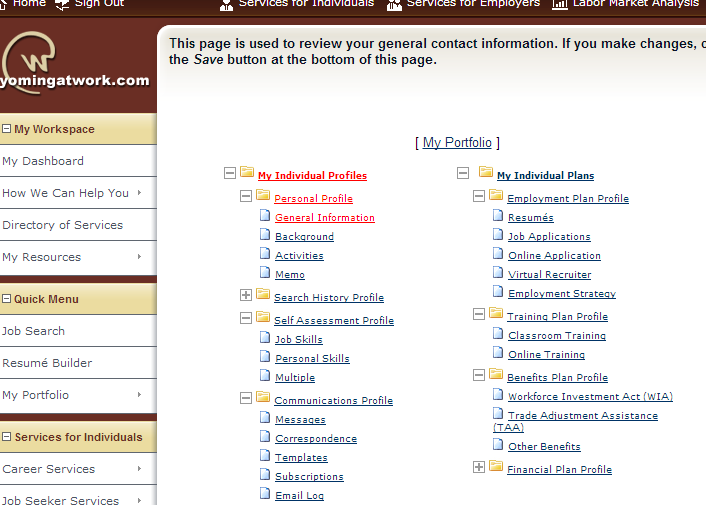 Home Sign Out Services for Individuals Services for Employers Labor Market Analysis
yomingatwork.com
This page is used to review your general contact information. If you make changes,
the Save button at the bottom of this page.
[ My Portfolio ]
My Workspace
My Dashboard
How We Can Help You
Directory of Services
My Resources
Quick Menu
Job Search
Resumé Builder
My Portfolio
Services for Individuals
Career Services
Job Seeker Services
My Individual Profiles
Personal Profile
General Information
Background
Activities
Memo
Search History Profile
Self Assessment Profile
Job Skills
Personal Skills
Multiple
Communications Profile
Messages
Correspondence
Templates
Subscriptions
Email Log
My Individual Plans
Employment Plan Profile
Resumés
Job Applications
Online Application
Virtual Recruiter
Employment Strategy
Training Plan Profile
Classroom Training
Online Training
Benefits Plan Profile
Workforce Investment Act (WIA)
Trade Adjustment Assistance
(TAA)
Other Benefits
Financial Plan Profile